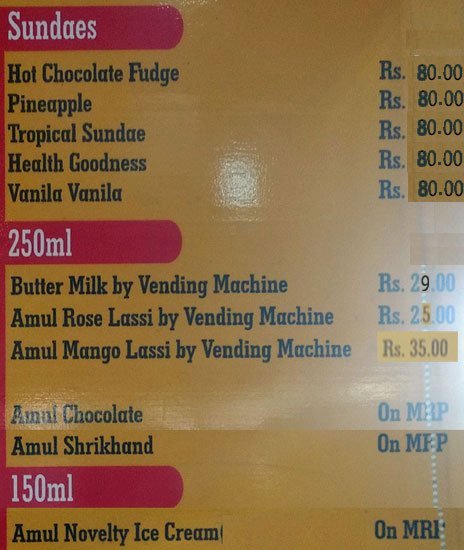 Sundaes
Hot Chocolate Fudge Rs. 80.00
Pineapple Rs. 80.00
Tropical Sundae Rs. 80.00
Health Goodness Rs. 80.00
Vanila Vanila Rs. 80.00
250ml
Butter Milk by Vending Machine Rs. 29.00
Amul Rose Lassi by Vending Machine Rs. 25.00
Amul Mango Lassi by Vending Machine Rs. 35.00
Amul Chocolate On MRP
Amul Shrikhand On MRP
150ml
Amul Novelty Ice Cream( On MRP